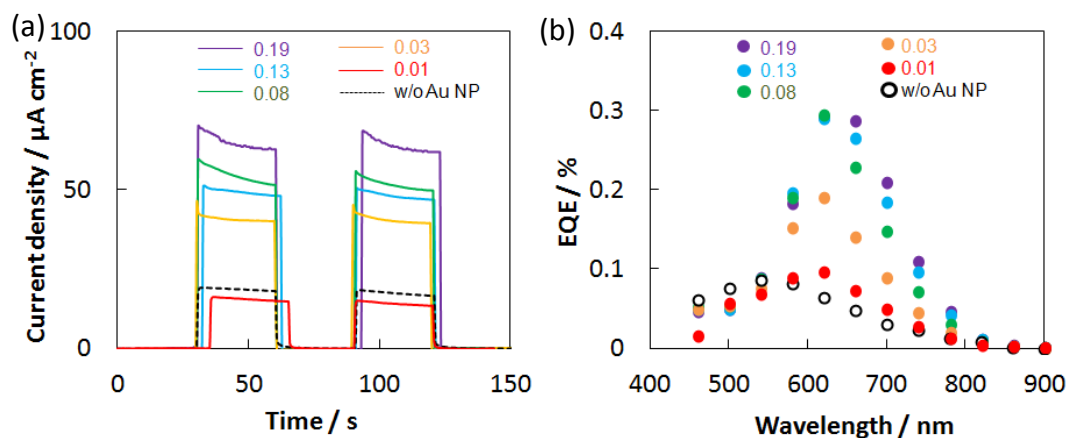 (a)
100
50
0
0 50 100 150
Current density / µA cm⁻²
Time / s
0.19 0.03
0.13 0.01
0.08 w/o Au NP
(b)
0.4
0.3
0.2
0.1
0
400 500 600 700 800 900
EQE / %
Wavelength / nm
0.19 0.03
0.13 0.01
0.08 w/o Au NP